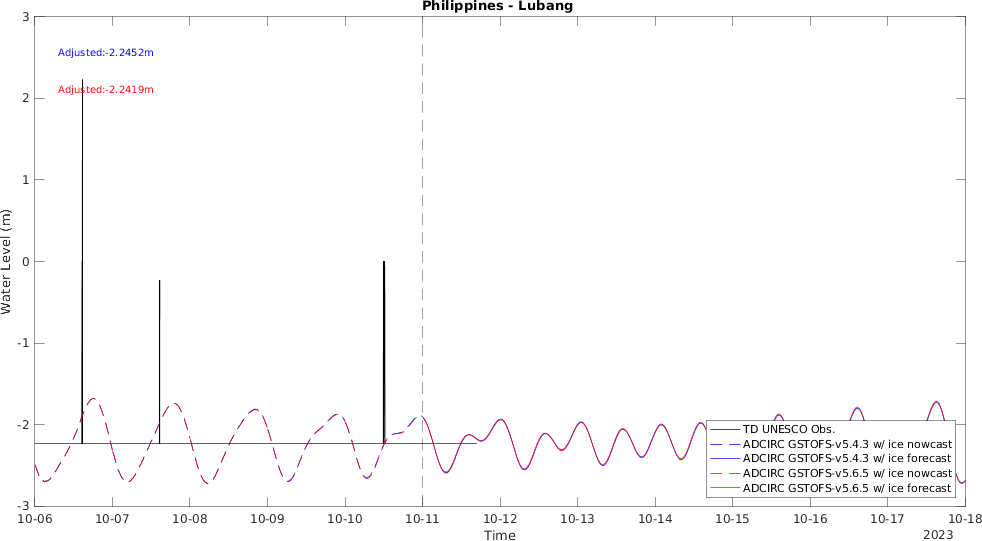 Philippines - Lubang
3
2
1
0
-1
-2
-3
Water Level (m)
Adjusted:-2.2452m
Adjusted:-2.2419m
TD UNESCO Obs.
ADCIRC GSTOFS-v5.4.3 w/ ice nowcast
ADCIRC GSTOFS-v5.4.3 w/ ice forecast
ADCIRC GSTOFS-v5.6.5 w/ ice nowcast
ADCIRC GSTOFS-v5.6.5 w/ ice forecast
10-06 10-07 10-08 10-09 10-10 10-11 10-12 10-13 10-14 10-15 10-16 10-17 10-18
Time
2023